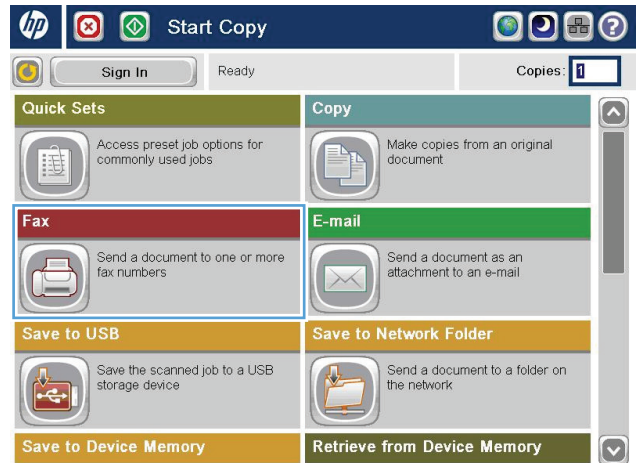 hp
Start Copy
?
Sign In
Ready
Copies: 1
Quick Sets
Access preset job options for
commonly used jobs
Copy
Make copies from an original
document
Fax
Send a document to one or more
fax numbers
E-mail
Send a document as an
attachment to an e-mail
Save to USB
Save the scanned job to a USB
storage device
Save to Network Folder
Send a document to a folder on
the network
Save to Device Memory
Retrieve from Device Memory